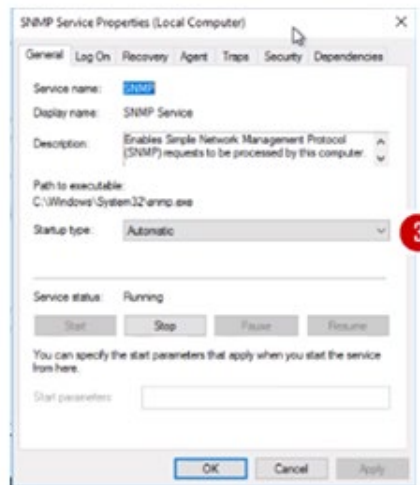 SNMP Service Properties (Local Computer)
General Log On Recovery Agent Traps Security Dependencies
Service name: SNMP
Display name: SNMP Service
Description: Enables Simple Network Management Protocol
(SNMP) requests to be processed by this computer.
Path to executable:
C:\Windows\System32\snmp.exe
Startup type: Automatic
3
Service status: Running
Start Stop Pause Resume
You can specify the start parameters that apply when you start the service
from here.
Start parameters:
OK Cancel Apply